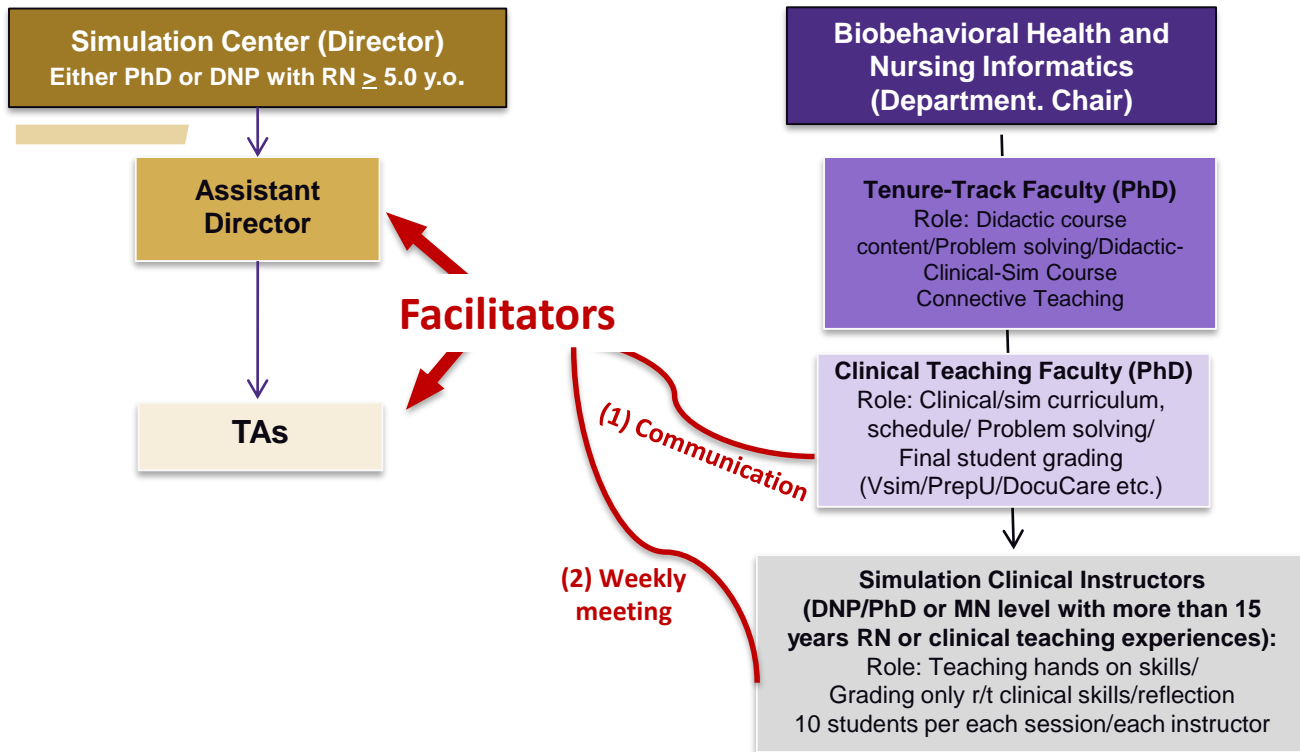 Simulation Center (Director)
Either PhD or DNP with RN ≥ 5.0 y.o.
Assistant
Director
TAs
Facilitators
(1) Communication
(2) Weekly
meeting
Biobehavioral Health and
Nursing Informatics
(Department. Chair)
Tenure-Track Faculty (PhD)
Role: Didactic course
content/Problem solving/Didactic-
Clinical-Sim Course
Connective Teaching
Clinical Teaching Faculty (PhD)
Role: Clinical/sim curriculum,
schedule/ Problem solving/
Final student grading
(Vsim/PrepU/DocuCare etc.)
Simulation Clinical Instructors
(DNP/PhD or MN level with more than 15
years RN or clinical teaching experiences):
Role: Teaching hands on skills/
Grading only r/t clinical skills/reflection
10 students per each session/each instructor